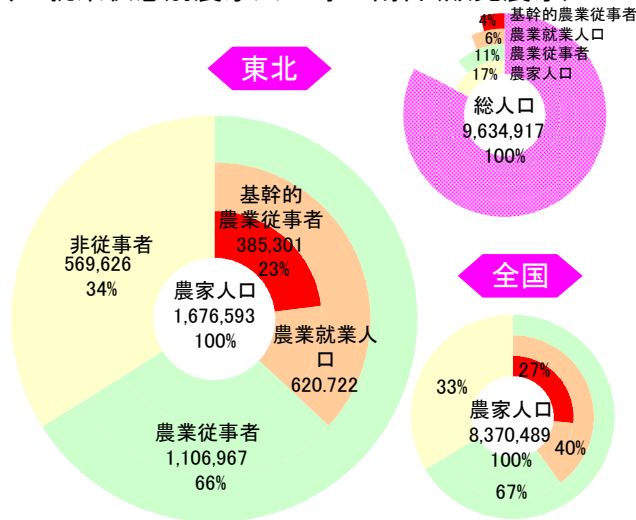 東北
基幹的
農業従事者
385,301
23%
非従事者
569,626
34%
農家人口
1,676,593
100%
農業就業人
口
620.722
農業従事者
1,106,967
66%
4%
基幹的農業従事者
6%
農業就業人口
11%
農業従事者
17%
農家人口
総人口
9,634,917
100%
全国
27%
33%
農家人口
8,370,489
100%
40%
67%